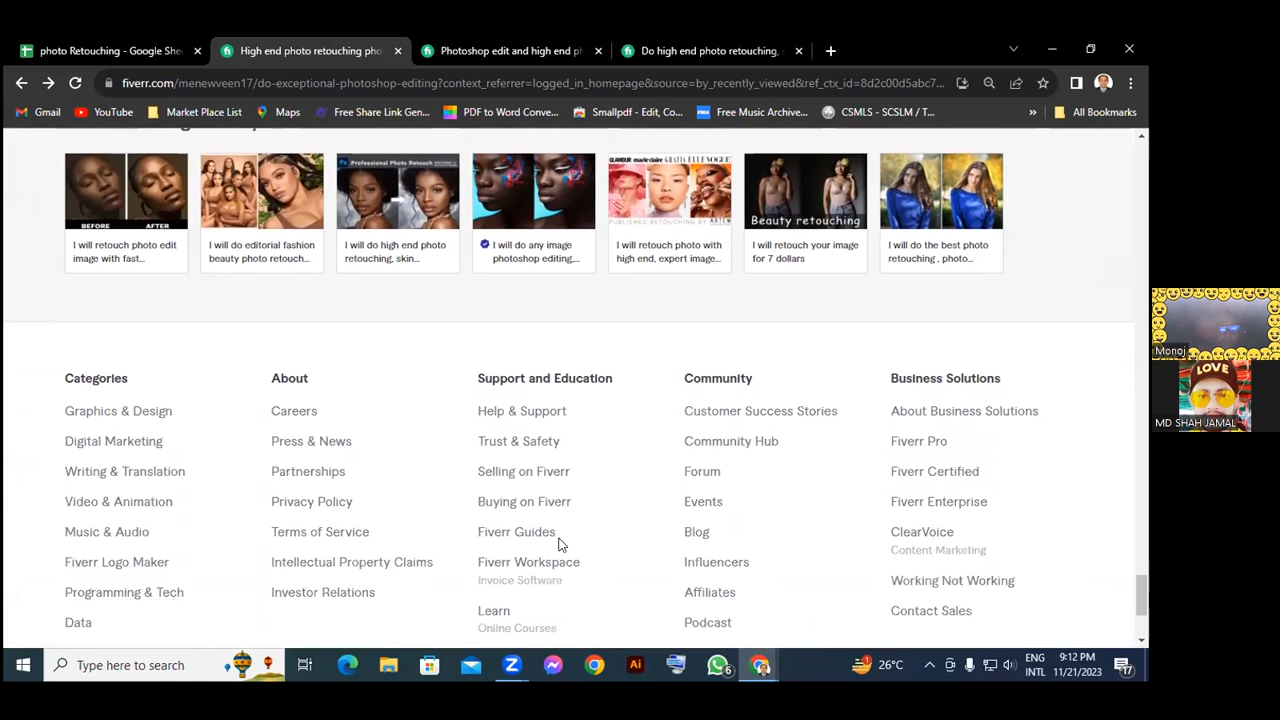 photo Retouching - Google She
High end photo retouching pho
Photoshop edit and high end ph
Do high end photo retouching,
fiverr.com/menewveen17/do-exceptional-photoshop-editing?context_referrer=logged_in_homepage&source=by_recently_viewed&ref_ctx_id=8d2c00d5abc7...
Gmail
YouTube
Market Place List
Maps
Free Share Link Gen...
PDF to Word Conve...
Smallpdf - Edit, Co...
Free Music Archive...
CSMLS – SCSLM / T...
»
All Bookmarks
BEFORE AFTER
Professional Photo Retouch
GLAMOUR marie claire GRAZIA ELLE VOGUE
PUBLISHED RETOUCHING BY ARTEM
Beauty retouching
I will retouch photo edit
image with fast...
I will do editorial fashion
beauty photo retouch...
I will do high end photo
retouching, skin...
I will do any image
photoshop editing,...
I will retouch photo with
high end, expert image...
I will retouch your image
for 7 dollars
I will do the best photo
retouching , photo...
Categories
Graphics & Design
Digital Marketing
Writing & Translation
Video & Animation
Music & Audio
Fiverr Logo Maker
Programming & Tech
Data
About
Careers
Press & News
Partnerships
Privacy Policy
Terms of Service
Intellectual Property Claims
Investor Relations
Support and Education
Help & Support
Trust & Safety
Selling on Fiverr
Buying on Fiverr
Fiverr Guides
Fiverr Workspace
Invoice Software
Learn
Online Courses
Community
Customer Success Stories
Community Hub
Forum
Events
Blog
Influencers
Affiliates
Podcast
Business Solutions
About Business Solutions
Fiverr Pro
Fiverr Certified
Fiverr Enterprise
ClearVoice
Content Marketing
Working Not Working
Contact Sales
Monoj
LOVE
MD SHAH JAMAL
Type here to search
26°C
ENG
INTL
9:12 PM
11/21/2023